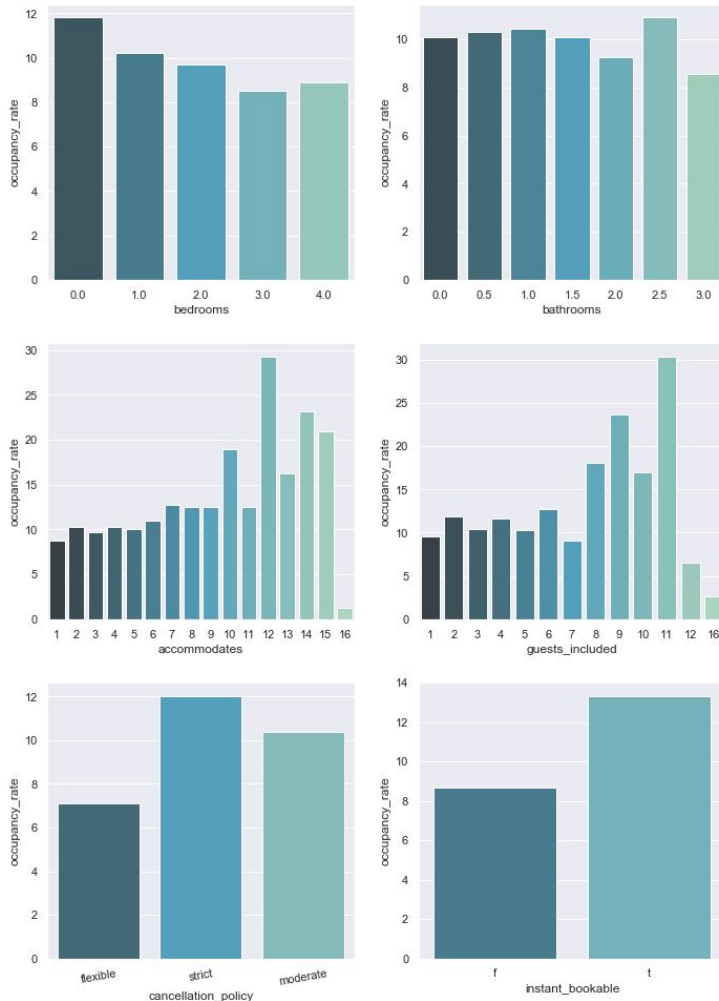 12
10
8
6
4
2
0
occupancy_rate
0.0 1.0 2.0 3.0 4.0
bedrooms
10
8
6
4
2
0
occupancy_rate
0.0 0.5 1.0 1.5 2.0 2.5 3.0
bathrooms
30
25
20
15
10
5
0
occupancy_rate
1 2 3 4 5 6 7 8 9 10 11 12 13 14 15 16
accommodates
30
25
20
15
10
5
0
occupancy_rate
1 2 3 4 5 6 7 8 9 10 11 12 16
guests_included
12
10
8
6
4
2
0
occupancy_rate
flexible strict moderate
cancellation_policy
14
12
10
8
6
4
2
0
occupancy_rate
f t
instant_bookable